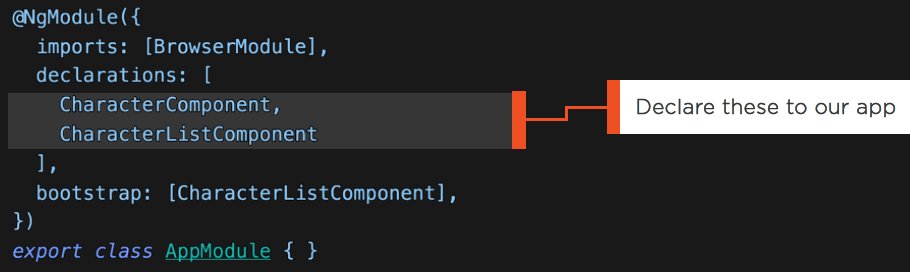 @NgModule({
imports: [BrowserModule],
declarations: [
CharacterComponent,
CharacterListComponent
],
bootstrap: [CharacterListComponent],
})
export class AppModule { }
Declare these to our app